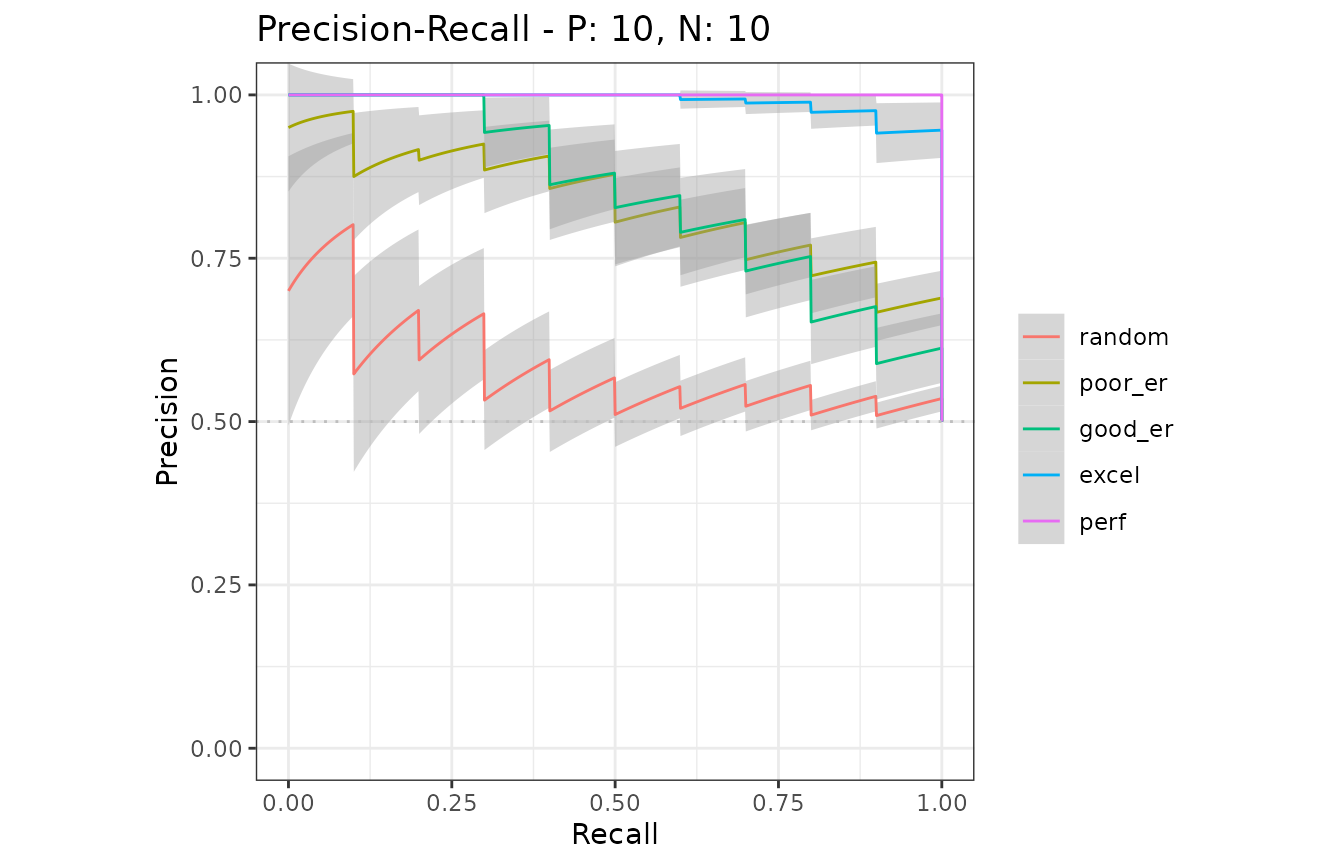 Precision-Recall - P: 10, N: 10
Precision
1.00
0.75
0.50
0.25
0.00
0.00 0.25 0.50 0.75 1.00
Recall
random
poor_er
good_er
excel
perf